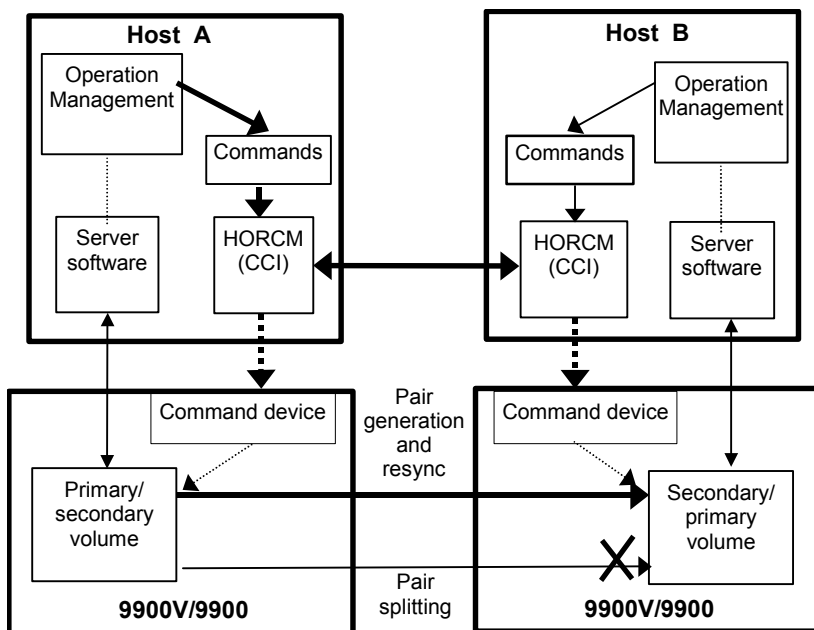 Host A
Operation
Management
Commands
Server
software
HORCM
(CCI)
Host B
Operation
Management
Commands
HORCM
(CCI)
Server
software
Command device
Primary/
secondary
volume
9900V/9900
Pair
generation
and
resync
Pair
splitting
Command device
Secondary/
primary
volume
9900V/9900